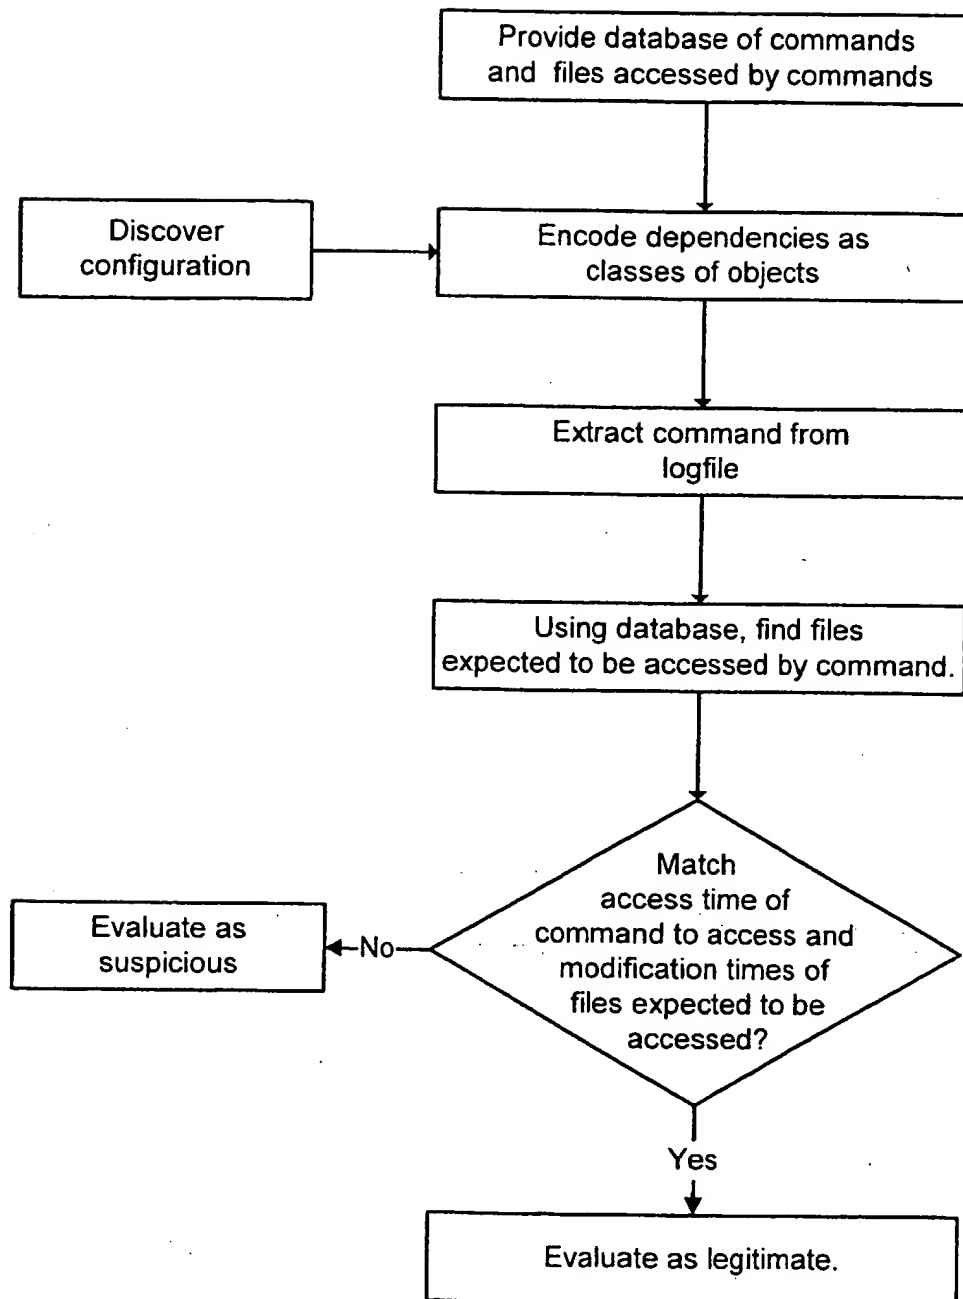 Provide database of commands
and files accessed by commands
Discover
configuration
Encode dependencies as
classes of objects
Extract command from
logfile
Using database, find files
expected to be accessed by command.
Match
access time of
command to access and
modification times of
files expected to be
accessed?
Evaluate as
suspicious
No
Yes
Evaluate as legitimate.